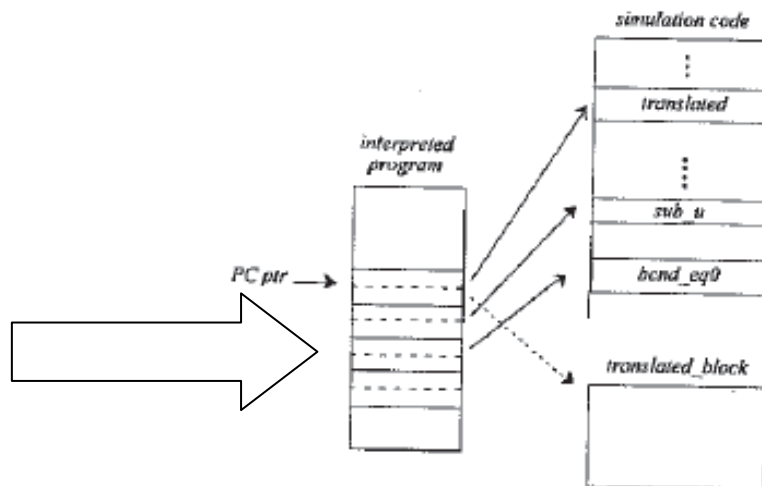 simulation code
translated
interpreted
program
sub_u
PC ptr
bcnd_eq0
translated_block